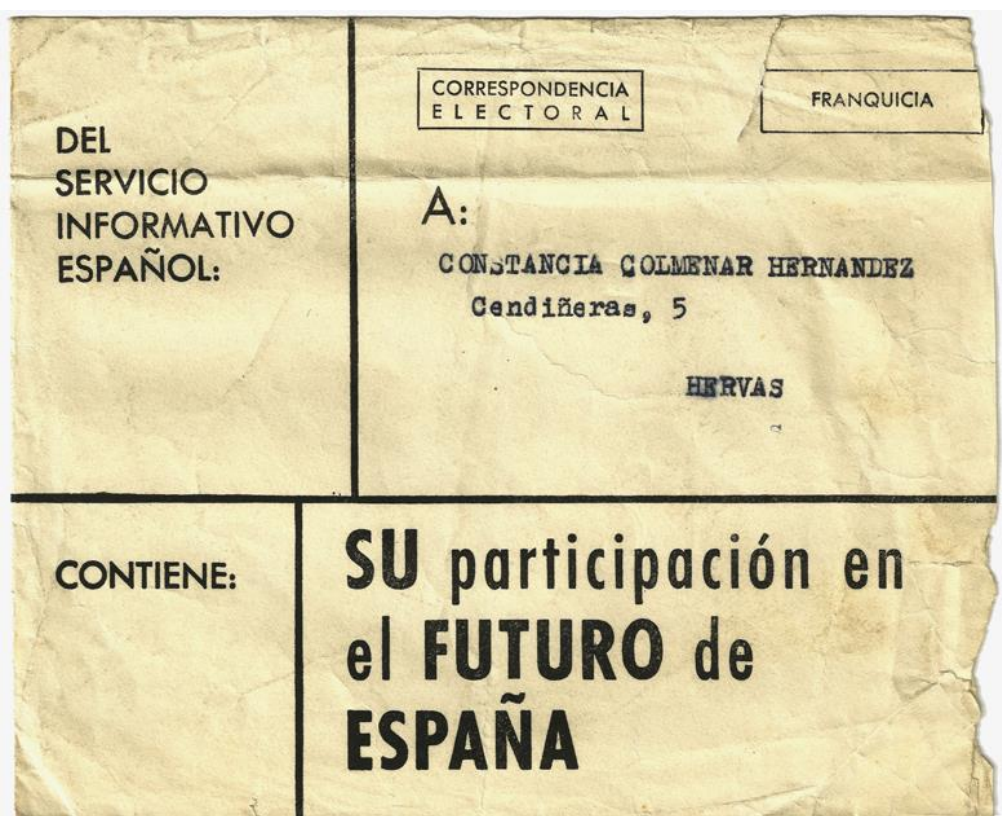 DEL
SERVICIO
INFORMATIVO
ESPAÑOL:
CORRESPONDENCIA
ELECTORAL
FRANQUICIA
A:
CONSTANCIA COLMENAR HERNANDEZ
Cendiñeras, 5
HERVAS
CONTIENE:
SU participación en
el FUTURO de
ESPAÑA